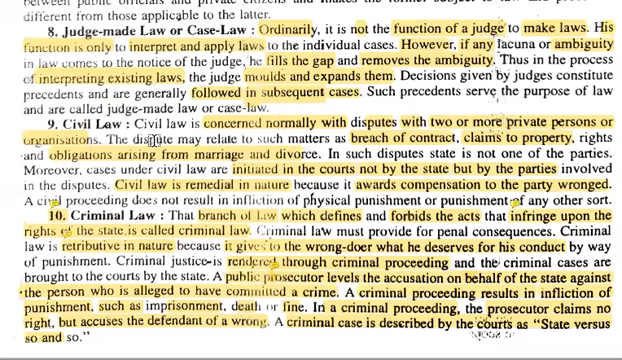 between public officials and private citizens and makes the former subject to law and
different from those applicable to the latter.
8. Judge-made Law or Case-Law : Ordinarily, it is not the function of a judge to make laws. His
function is only to interpret and apply laws to the individual cases. However, if any lacuna or ambiguity
in law comes to the notice of the judge, he fills the gap and removes the ambiguity. Thus in the process
of interpreting existing laws, the judge moulds and expands them. Decisions given by judges constitute
precedents and are generally followed in subsequent cases. Such precedents serve the purpose of law
and are called judge-made law or case-law.
9. Civil Law : Civil law is concerned normally with disputes with two or more private persons or
organisations. The dispute may relate to such matters as breach of contract, claims to property, rights
and obligations arising from marriage and divorce. In such disputes state is not one of the parties.
Moreover, cases under civil law are initiated in the courts not by the state but by the parties involved
in the disputes. Civil law is remedial in nature because it awards compensation to the party wronged.
A civil proceeding does not result in infliction of physical punishment or punishment of any other sort.
10. Criminal Law : That branch of law which defines and forbids the acts that infringe upon the
rights of the state is called criminal law. Criminal law must provide for penal consequences. Criminal
law is retributive in nature because it gives to the wrong-doer what he deserves for his conduct by way
of punishment. Criminal justice is rendered through criminal proceeding and the criminal cases are
brought to the courts by the state. A public prosecutor levels the accusation on behalf of the state against
the person who is alleged to have committed a crime. A criminal proceeding results in infliction of
punishment, such as imprisonment, death or fine. In a criminal proceeding, the prosecutor claims no
right, but accuses the defendant of a wrong. A criminal case is described by the courts as "State versus
so and so."